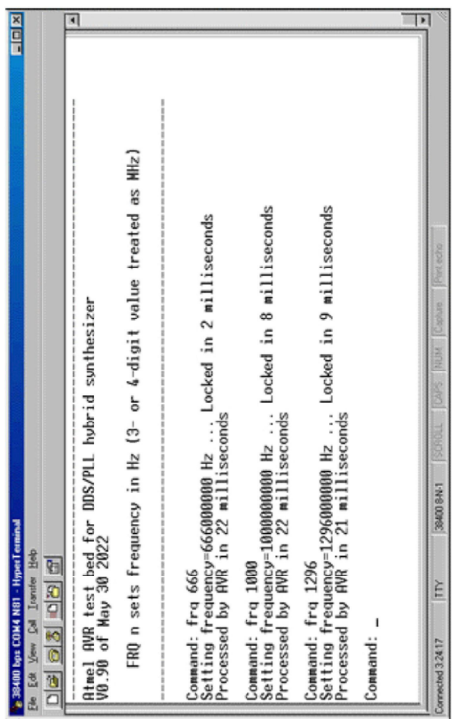 38400 bps COM4 N81 - HyperTerminal
File Edit View Call Transfer Help
Atmel AVR test bed for DDS/PLL hybrid synthesizer
V0.90 of May 30 2022
FRQ n sets frequency in Hz (3- or 4-digit value treated as MHz)
Command: frq 666
Setting frequency=666000000 Hz ... Locked in 2 milliseconds
Processed by AVR in 22 milliseconds
Command: frq 1000
Setting frequency=1000000000 Hz ... Locked in 8 milliseconds
Processed by AVR in 22 milliseconds
Command: frq 1296
Setting frequency=1296000000 Hz ... Locked in 9 milliseconds
Processed by AVR in 21 milliseconds
Command: _
Connected 3:24:17 TTY 38400 8-N-1 SCROLL CAPS NUM Capture Print echo